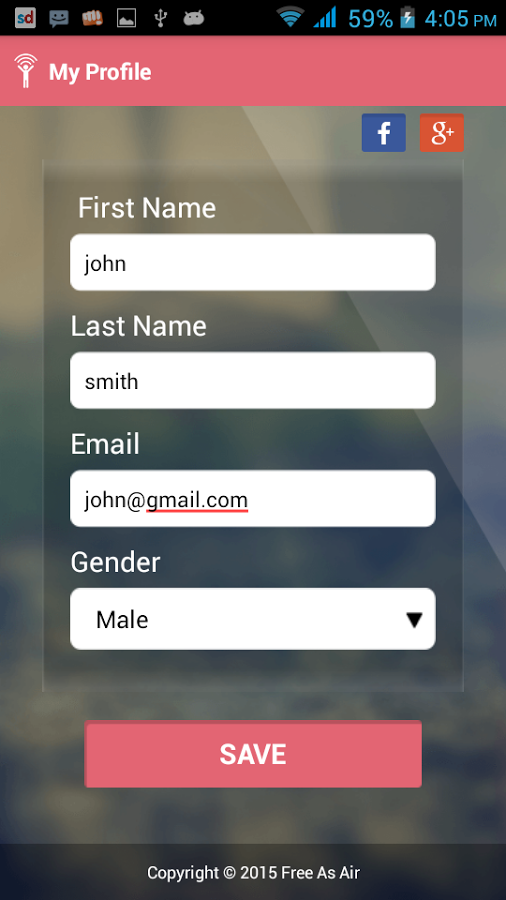 sd 59% 4:05 PM
My Profile
f g+
First Name
john
Last Name
smith
Email
john@gmail.com
Gender
Male
SAVE
Copyright © 2015 Free As Air